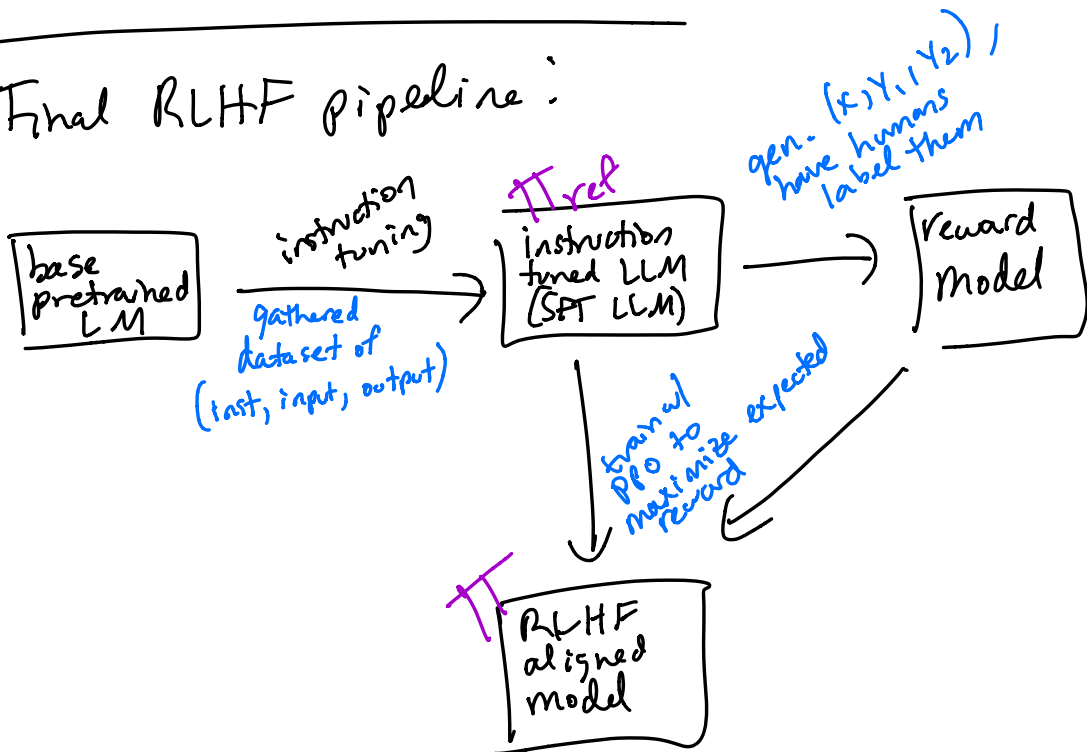 Final RLHF pipeline:
base
pretrained
LM
instruction
tuning
gathered
dataset of
(inst, input, output)
π ref
instruction
tuned LLM
(SFT LLM)
gen. (x, y₁, y₂),
have humans
label them
reward
model
train w/
PPO to
maximize expected
reward
π
RLHF
aligned
model